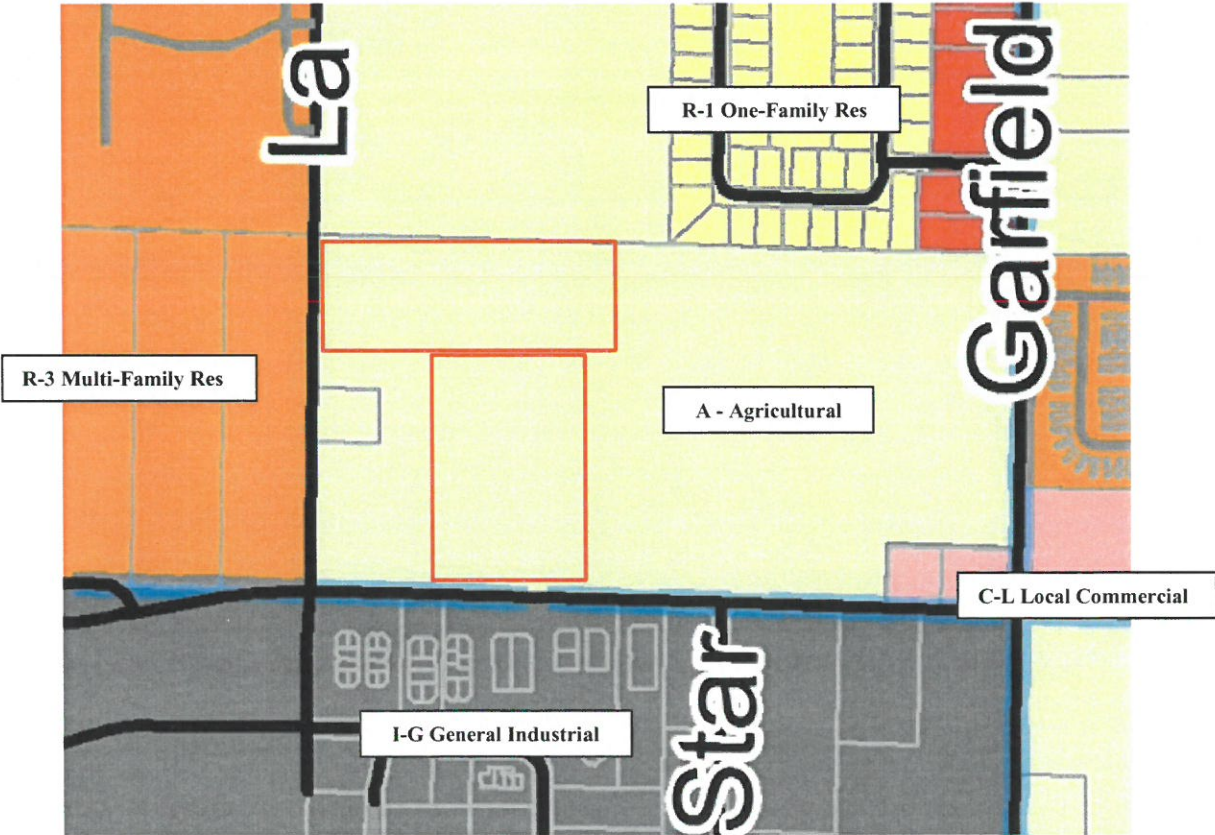 La
R-1 One-Family Res
Garfield
R-3 Multi-Family Res
A - Agricultural
C-L Local Commercial
Star
I-G General Industrial